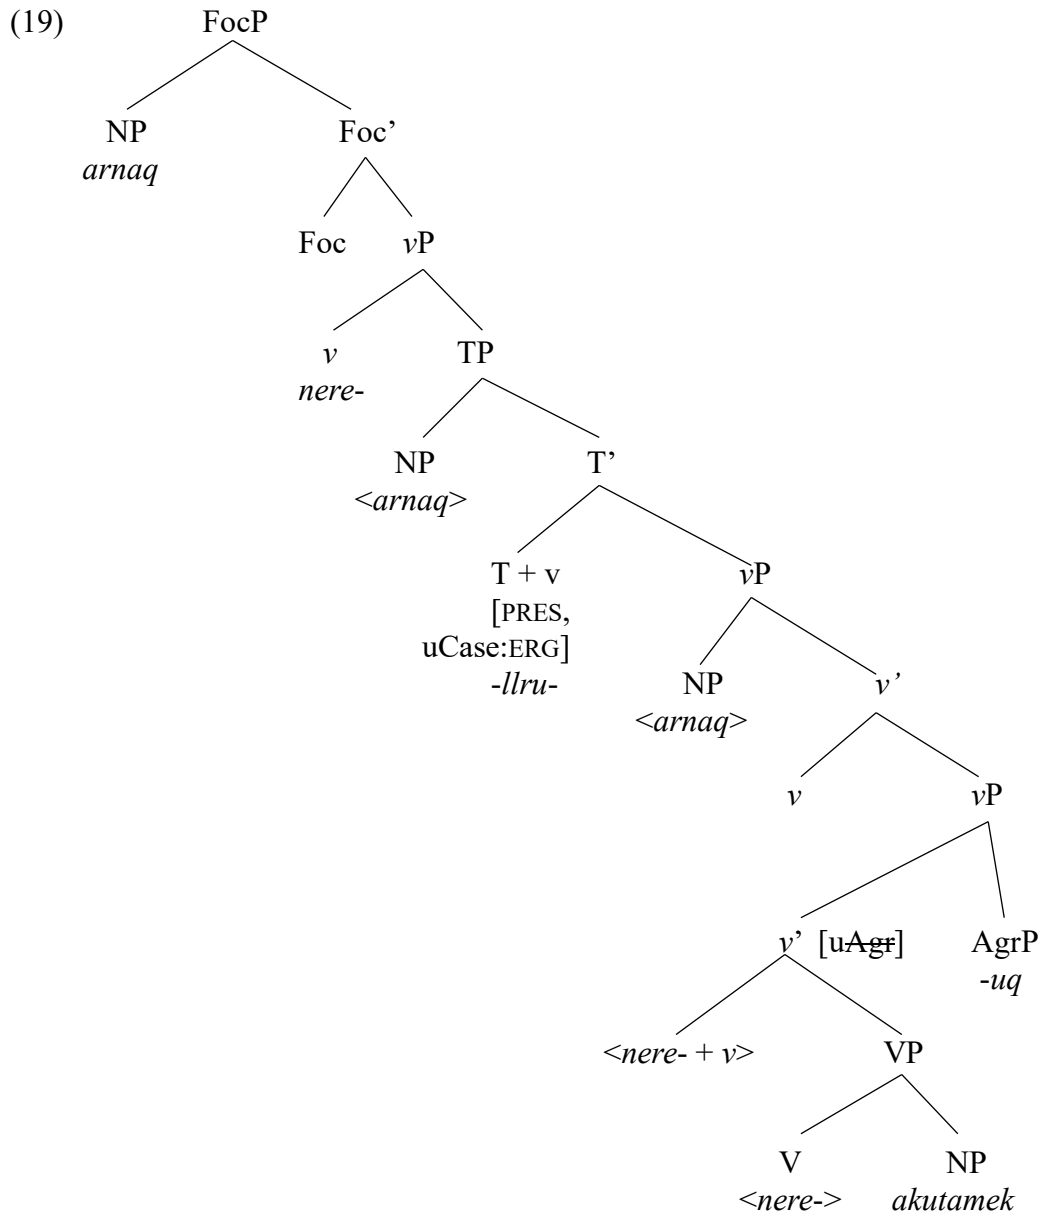 (19) FocP
NP Foc’
arnaq
Foc vP
v TP
nere-
NP T’
<arnaq>
T + v vP
[PRES,
uCase:ERG]
-llru- NP v’
<arnaq>
v vP
v’ [uAgr] AgrP
-uq
<nere- + v> VP
V NP
<nere-> akutamek